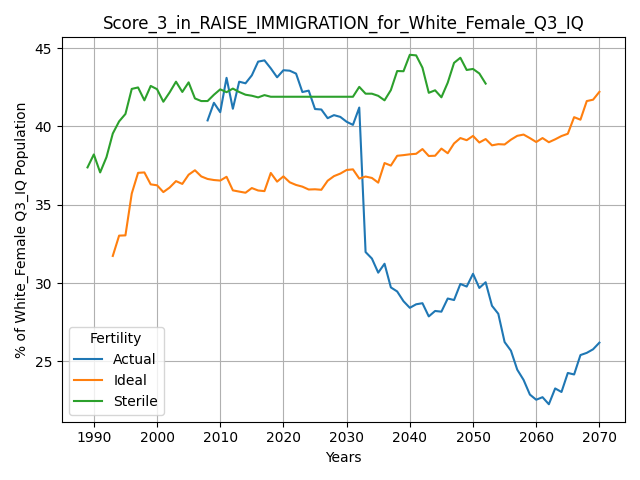 Score_3_in_RAISE_IMMIGRATION_for_White_Female_Q3_IQ
% of White_Female Q3_IQ Population
45
40
35
30
25
Fertility
Actual
Ideal
Sterile
1990 2000 2010 2020 2030 2040 2050 2060 2070
Years